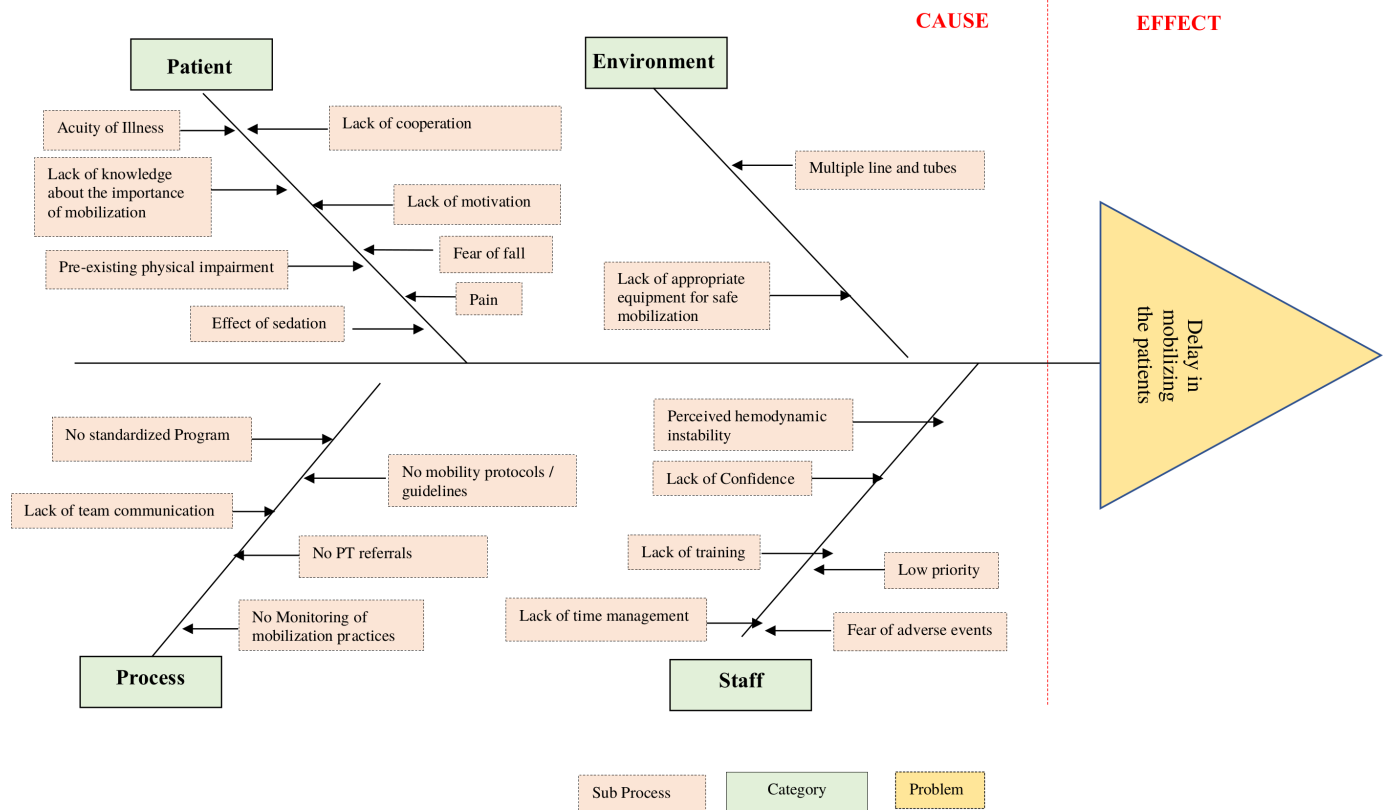 CAUSE
EFFECT
Patient
Environment
Acuity of Illness
Lack of cooperation
Lack of knowledge
about the importance
of mobilization
Lack of motivation
Fear of fall
Pre-existing physical impairment
Pain
Effect of sedation
Multiple line and tubes
Lack of appropriate
equipment for safe
mobilization
Delay in
mobilizing
the patients
No standardized Program
No mobility protocols /
guidelines
Lack of team communication
No PT referrals
No Monitoring of
mobilization practices
Process
Perceived hemodynamic
instability
Lack of Confidence
Lack of training
Low priority
Lack of time management
Fear of adverse events
Staff
Sub Process
Category
Problem